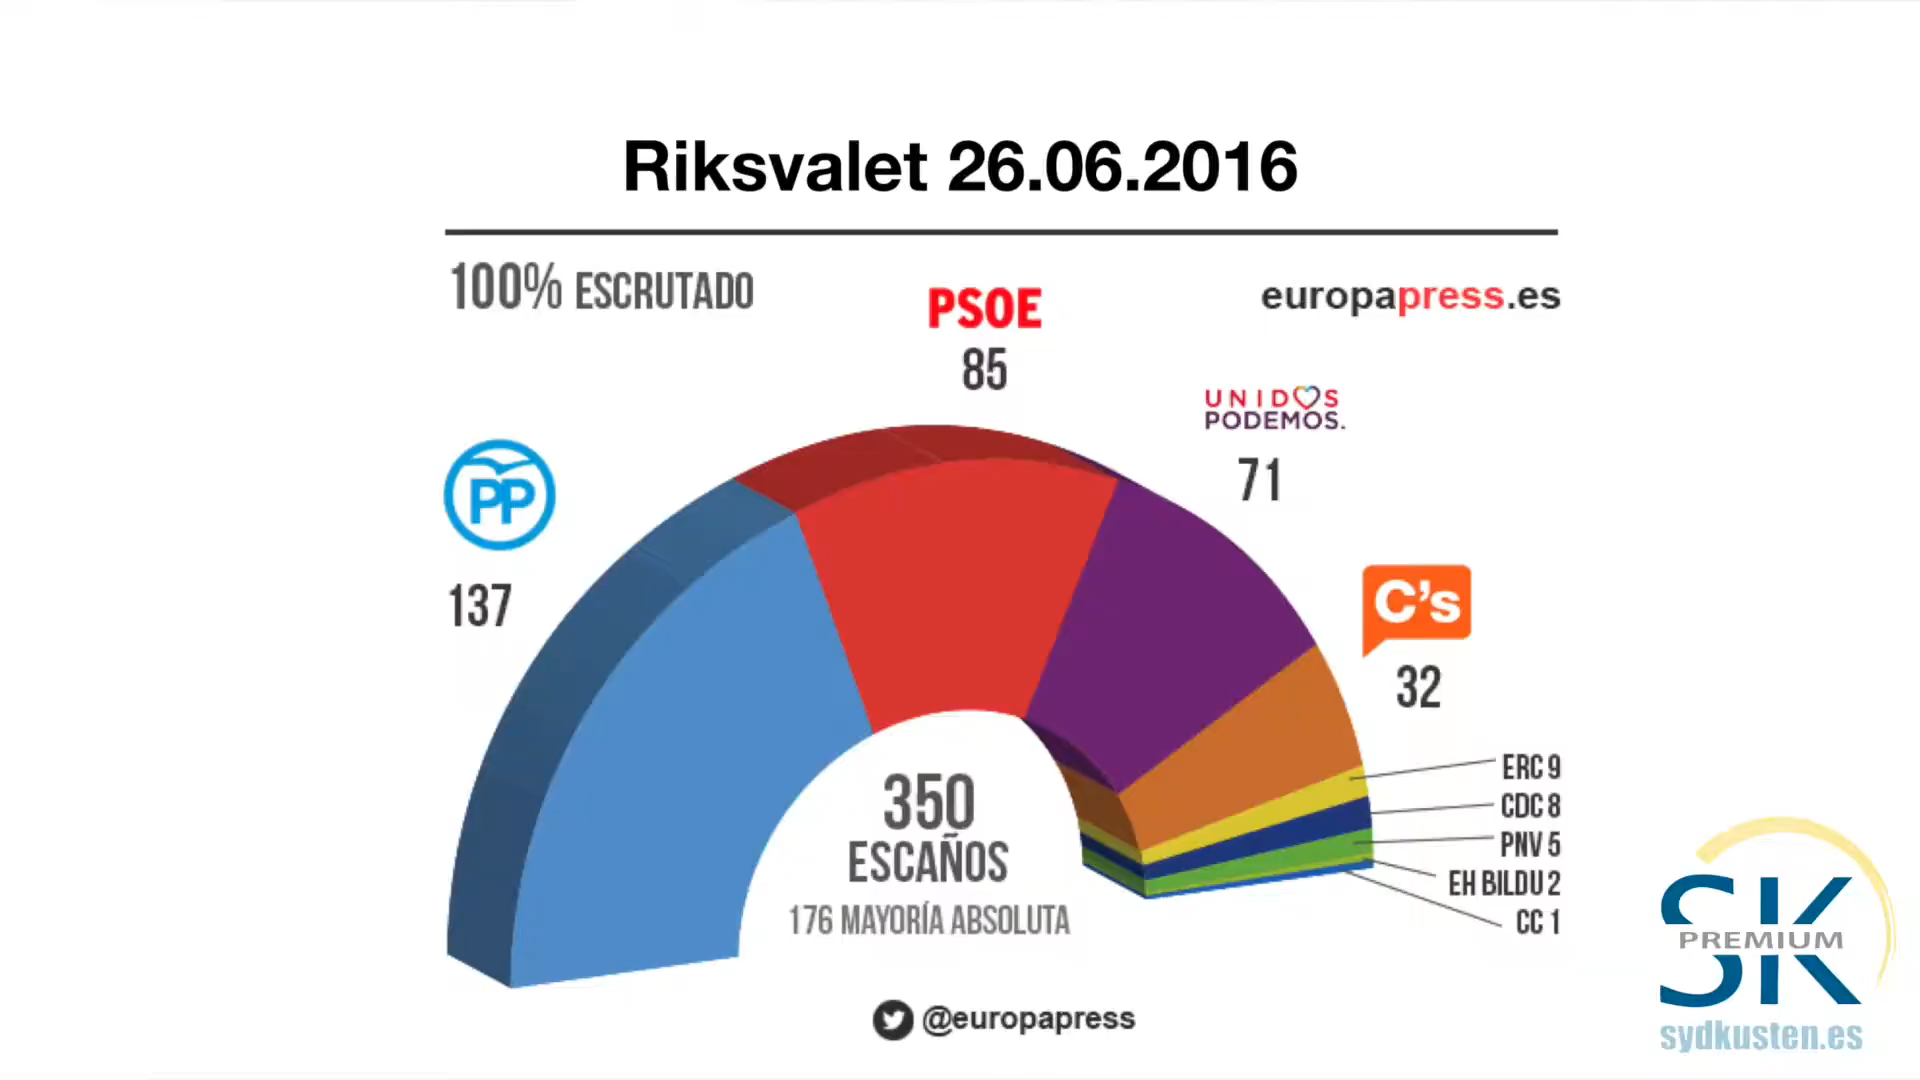 Riksvalet 26.06.2016
100% ESCRUTADO
europapress.es
PSOE
85
UNIDOS
PODEMOS.
71
PP
137
C's
32
ERC 9
CDC 8
PNV 5
EH BILDU 2
CC 1
350
ESCAÑOS
176 MAYORÍA ABSOLUTA
@europapress
SK
PREMIUM
sydkusten.es